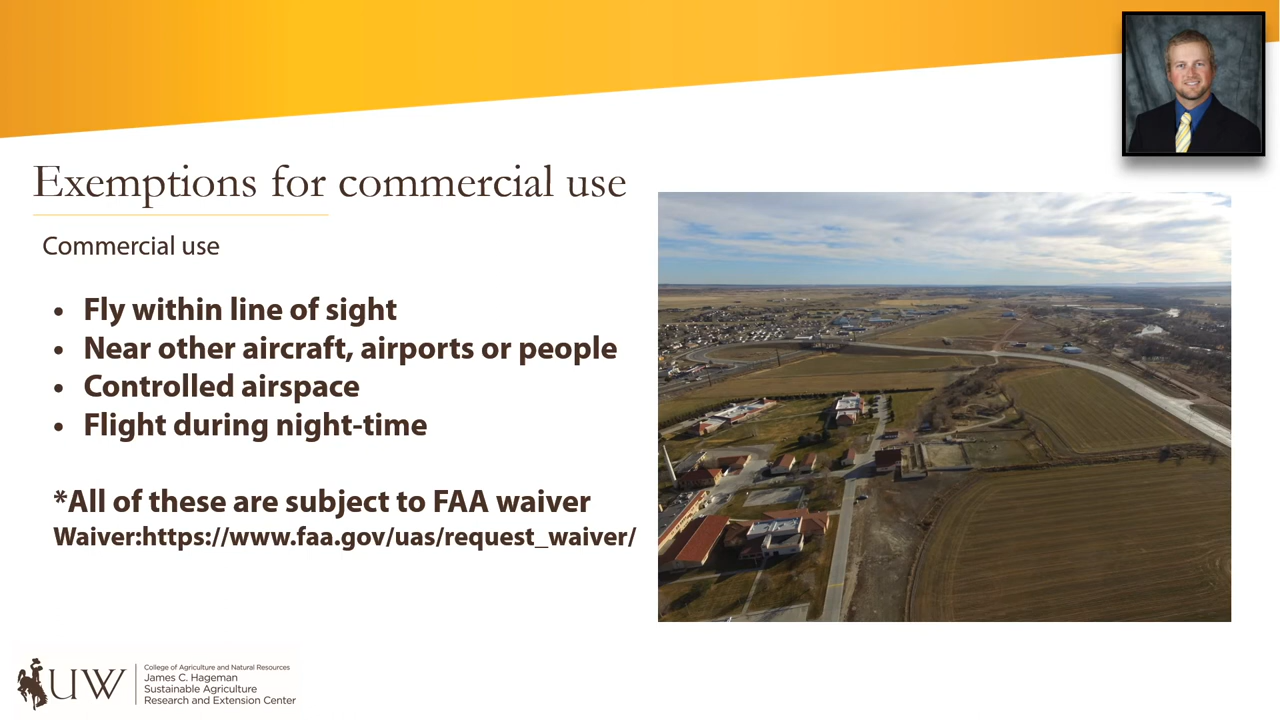 Exemptions for commercial use
Commercial use
• Fly within line of sight
• Near other aircraft, airports or people
• Controlled airspace
• Flight during night-time
*All of these are subject to FAA waiver
Waiver:https://www.faa.gov/uas/request_waiver/
UW
College of Agriculture and Natural Resources
James C. Hageman
Sustainable Agriculture
Research and Extension Center